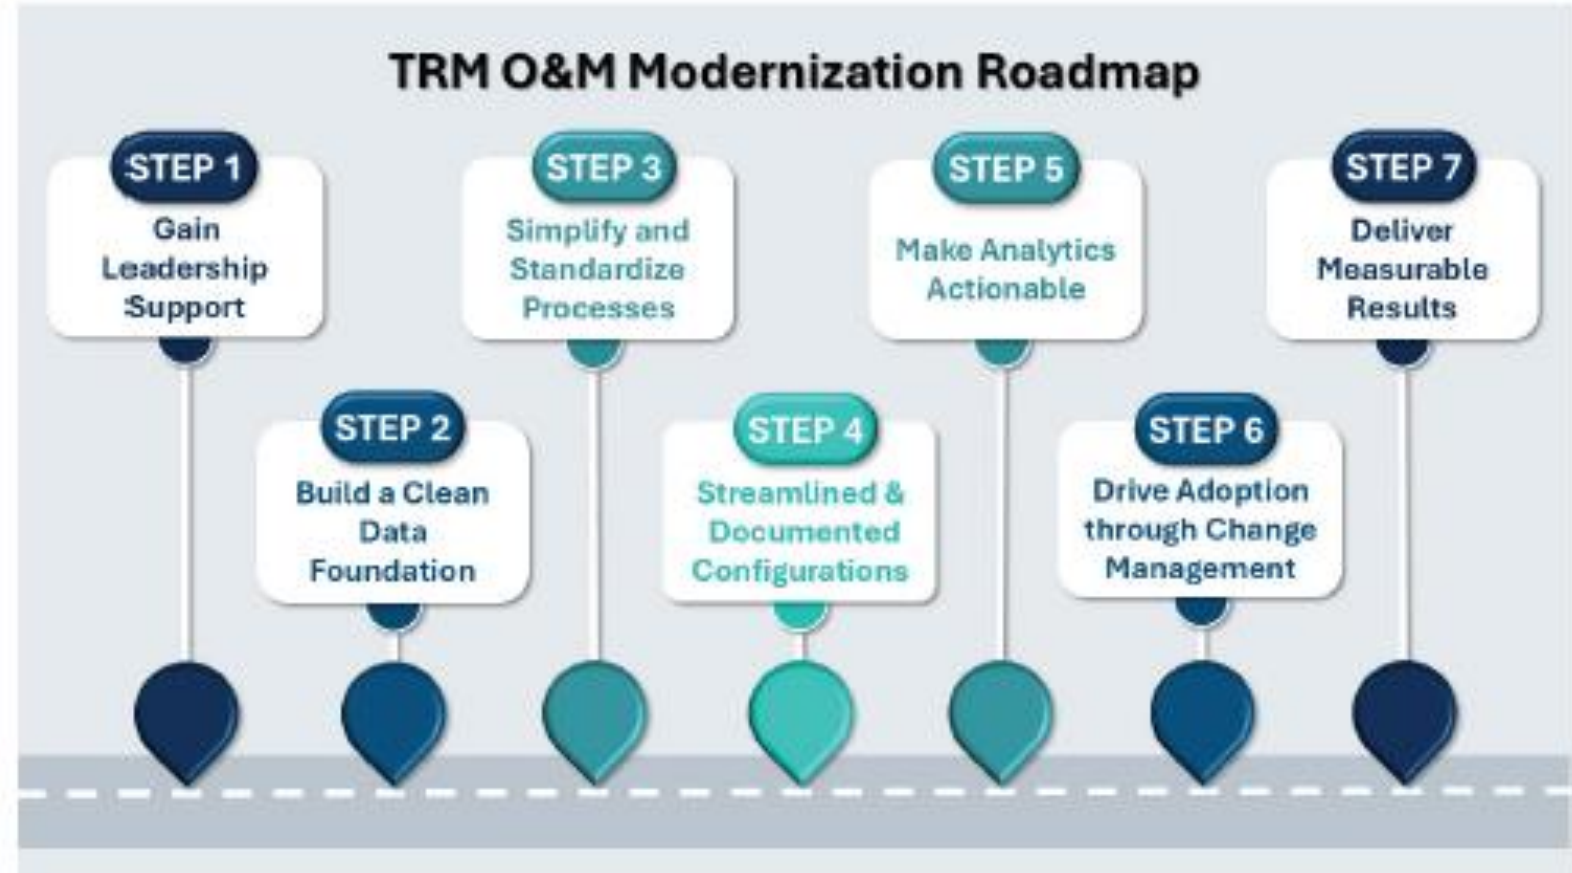 TRM O&M Modernization Roadmap
STEP 1
Gain
Leadership
Support
STEP 2
Build a Clean
Data
Foundation
STEP 3
Simplify and
Standardize
Processes
STEP 4
Streamlined &
Documented
Configurations
STEP 5
Make Analytics
Actionable
STEP 6
Drive Adoption
through Change
Management
STEP 7
Deliver
Measurable
Results